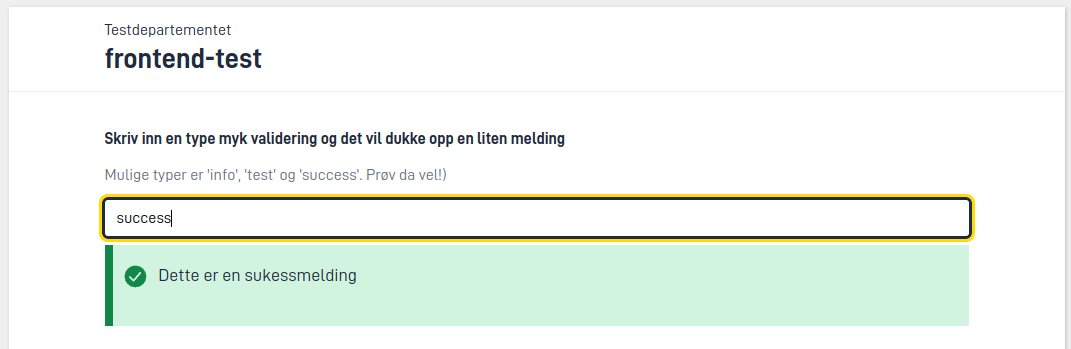 Testdepartementet
frontend-test
Skriv inn en type myk validering og det vil dukke opp en liten melding
Mulige typer er 'info', 'test' og 'success'. Prøv da vel!)
success
Dette er en sukessmelding